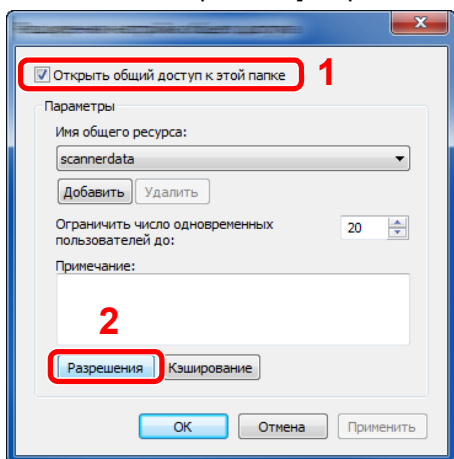 Открыть общий доступ к этой папке 1
Параметры
Имя общего ресурса:
scannerdata
Добавить Удалить
Ограничить число одновременных 20
пользователей до:
Примечание:
2
Разрешения Кэширование
OK Отмена Применить